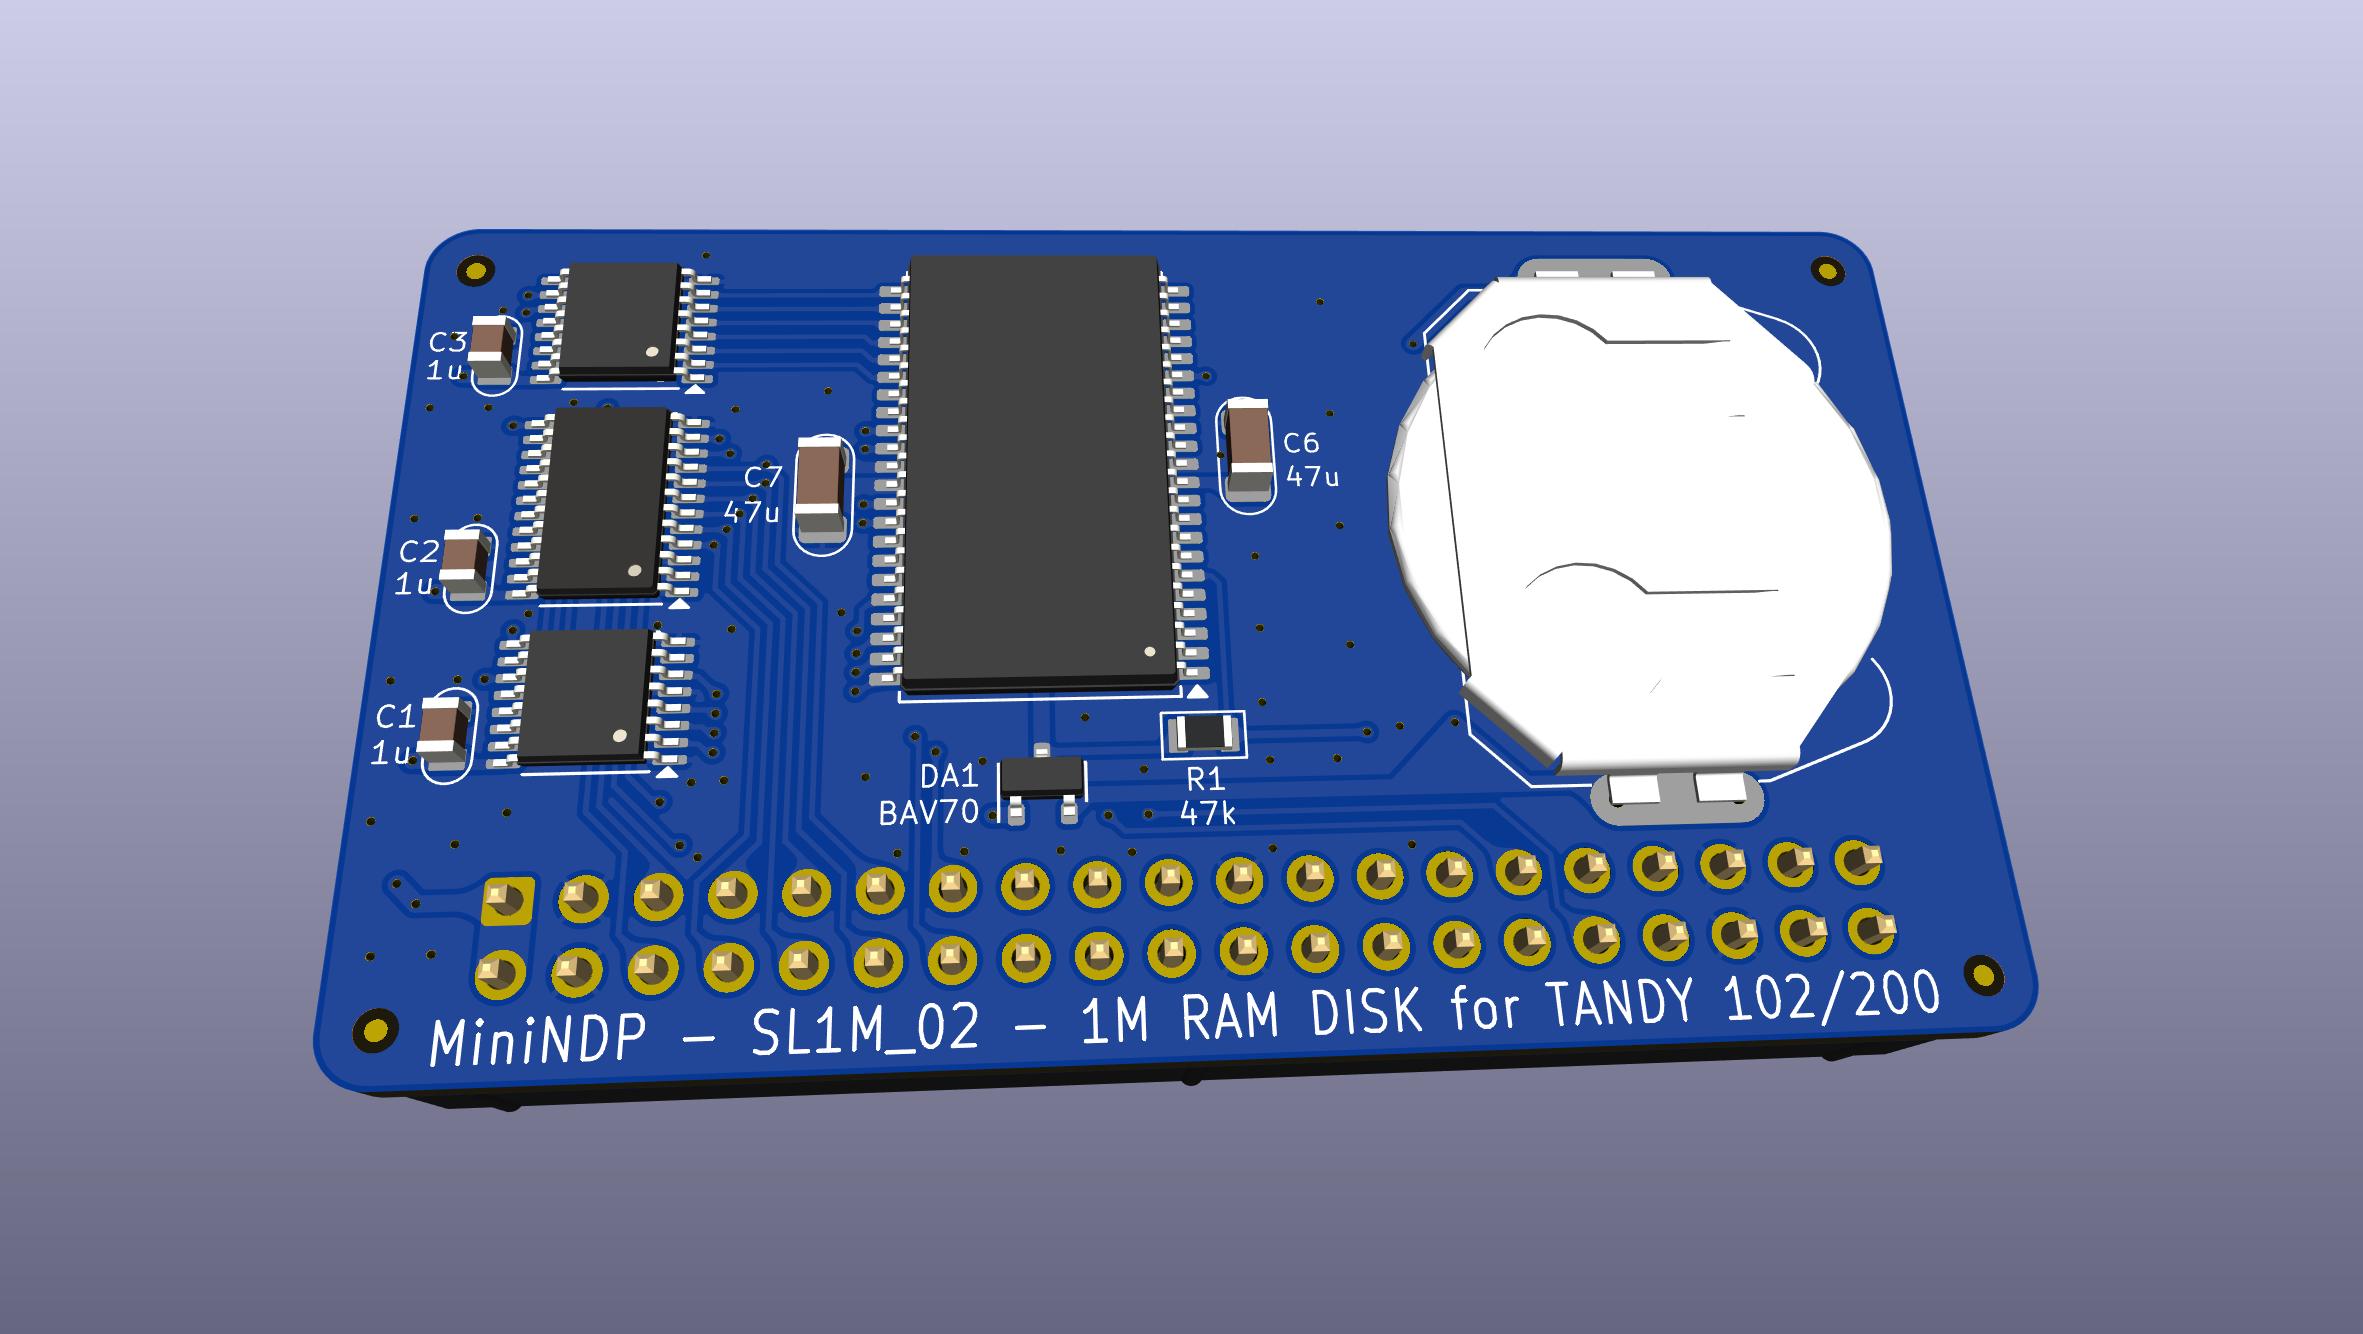 C3
1u
C6
47u
C7
47u
C2
1u
C1
1u
DA1
BAV70
R1
47k
MiniNDP - SL1M_02 - 1M RAM DISK for TANDY 102/200